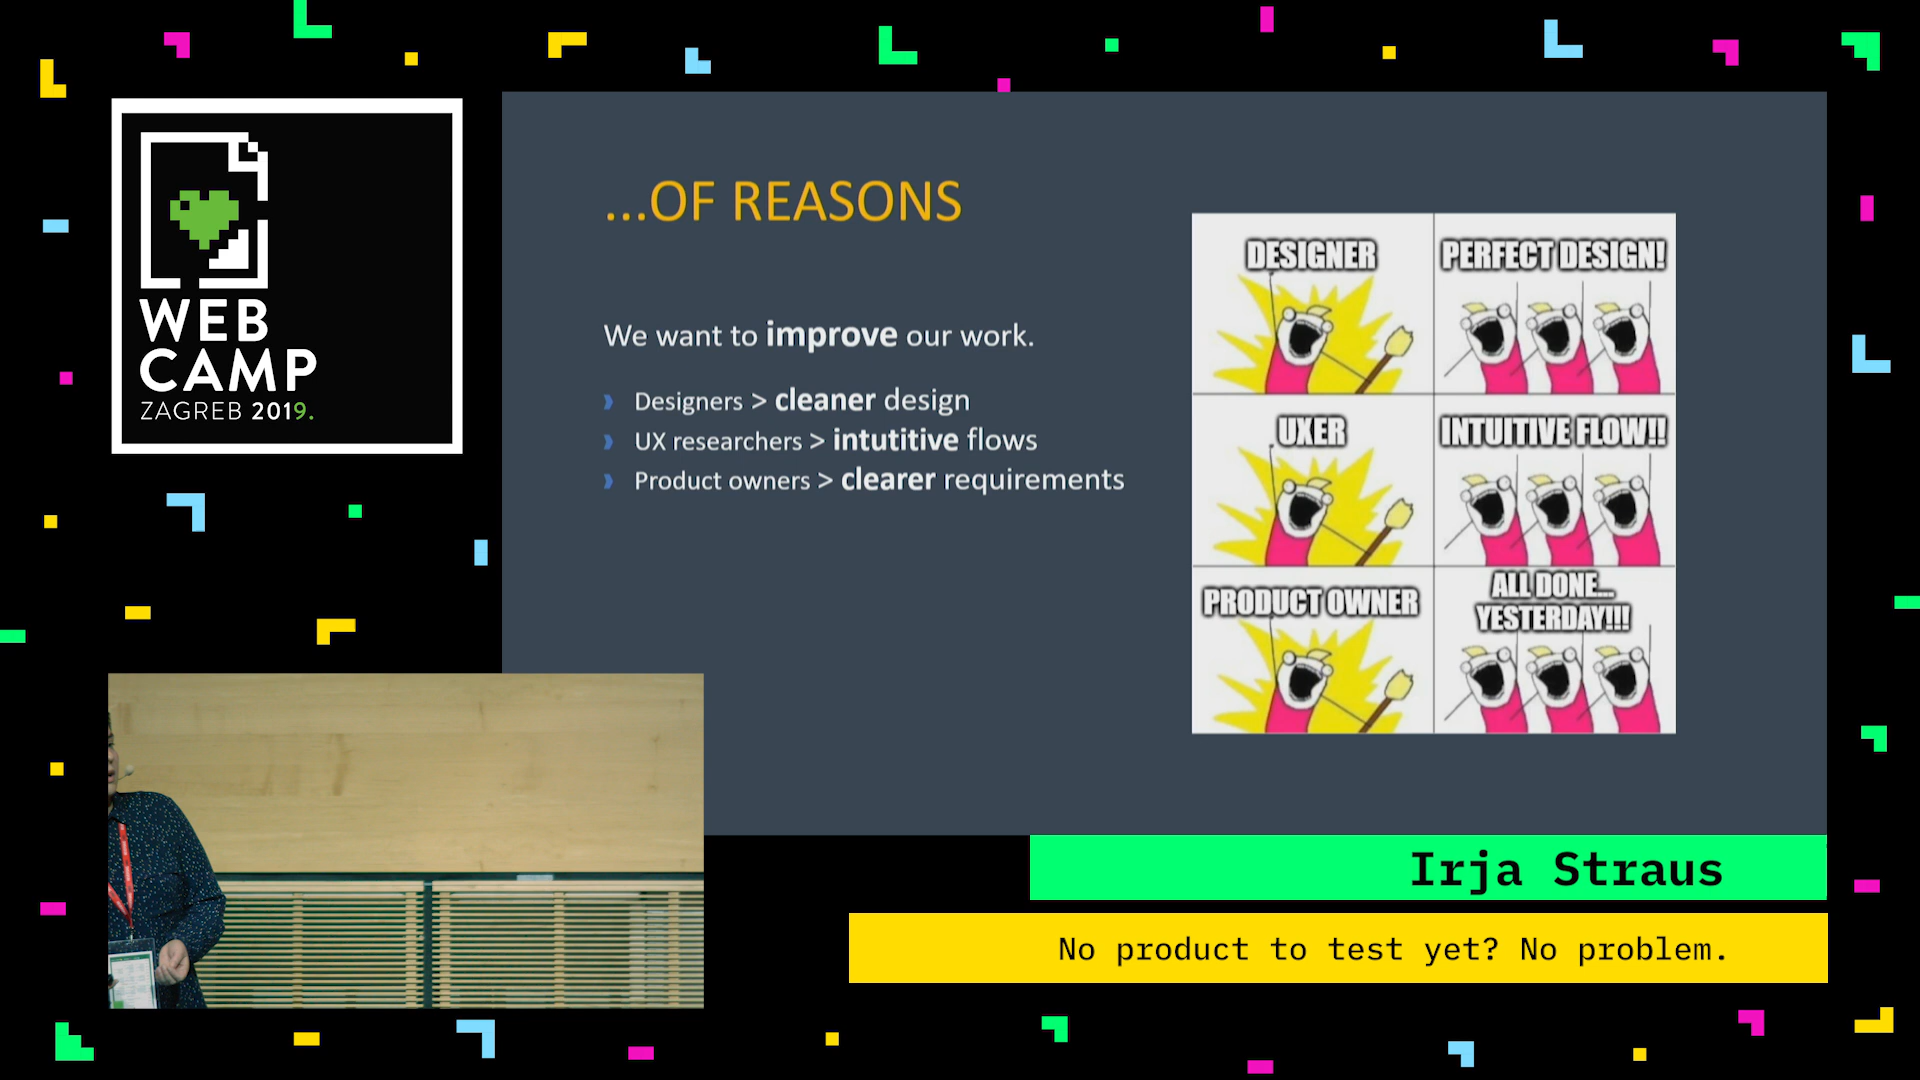 WEB
CAMP
ZAGREB 2019.
...OF REASONS
We want to improve our work.
Designers > cleaner design
UX researchers > intutitive flows
Product owners > clearer requirements
DESIGNER
PERFECT DESIGN!
UXER
INTUITIVE FLOW!!
PRODUCT OWNER
ALL DONE...
YESTERDAY!!!
Irja Straus
No product to test yet? No problem.